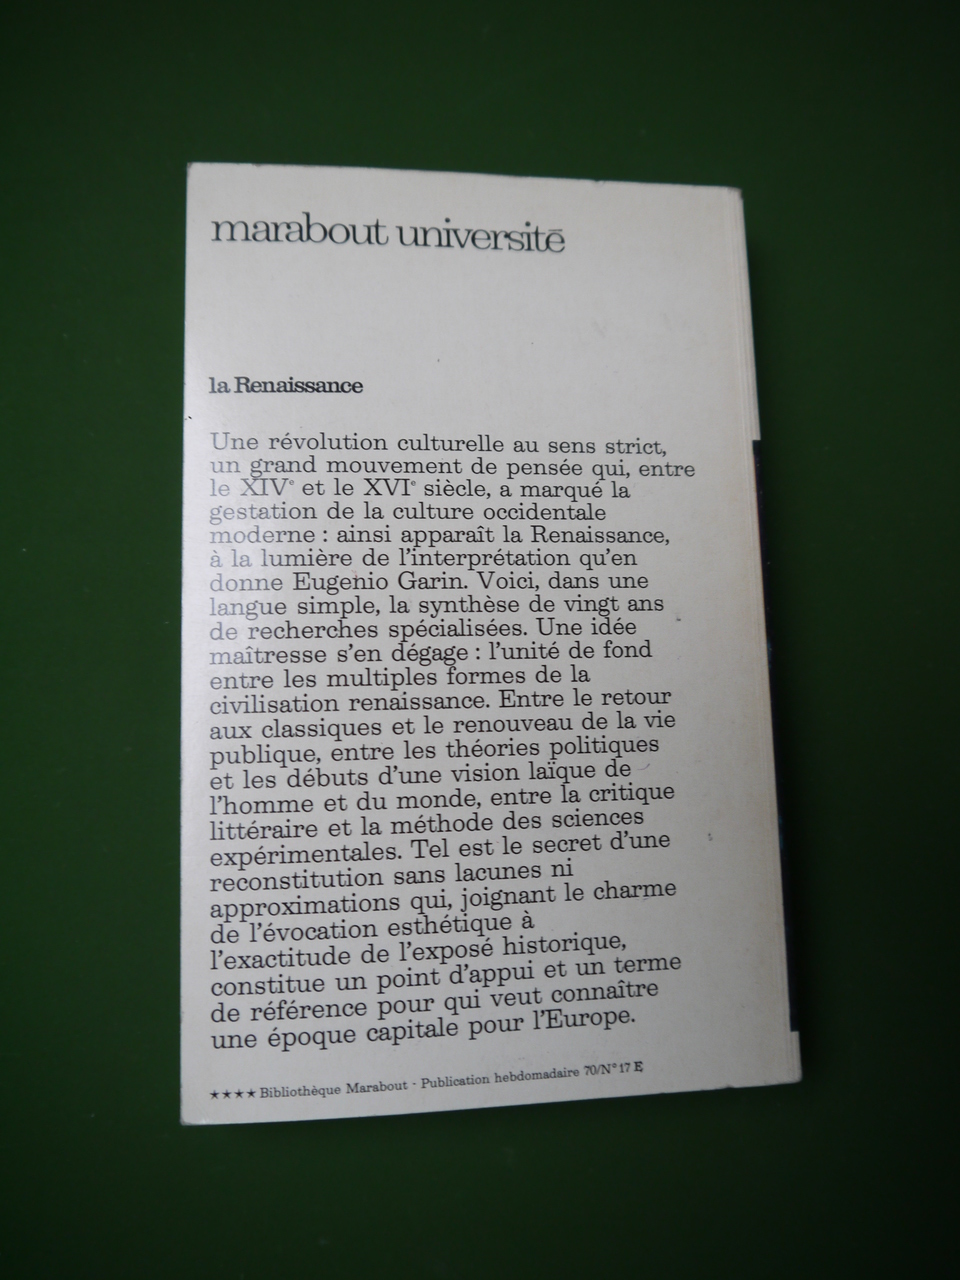 marabout université
la Renaissance
Une révolution culturelle au sens strict,
un grand mouvement de pensée qui, entre
le XIVe et le XVIe siècle, a marqué la
gestation de la culture occidentale
moderne : ainsi apparaît la Renaissance,
à la lumière de l'interprétation qu'en
donne Eugenio Garin. Voici, dans une
langue simple, la synthèse de vingt ans
de recherches spécialisées. Une idée
maîtresse s'en dégage : l'unité de fond
entre les multiples formes de la
civilisation renaissance. Entre le retour
aux classiques et le renouveau de la vie
publique, entre les théories politiques
et les débuts d'une vision laïque de
l'homme et du monde, entre la critique
littéraire et la méthode des sciences
expérimentales. Tel est le secret d'une
reconstitution sans lacunes ni
approximations qui, joignant le charme
de l'évocation esthétique à
l'exactitude de l'exposé historique,
constitue un point d'appui et un terme
de référence pour qui veut connaître
une époque capitale pour l'Europe.
★★★★ Bibliothèque Marabout - Publication hebdomadaire 70/N° 17 E